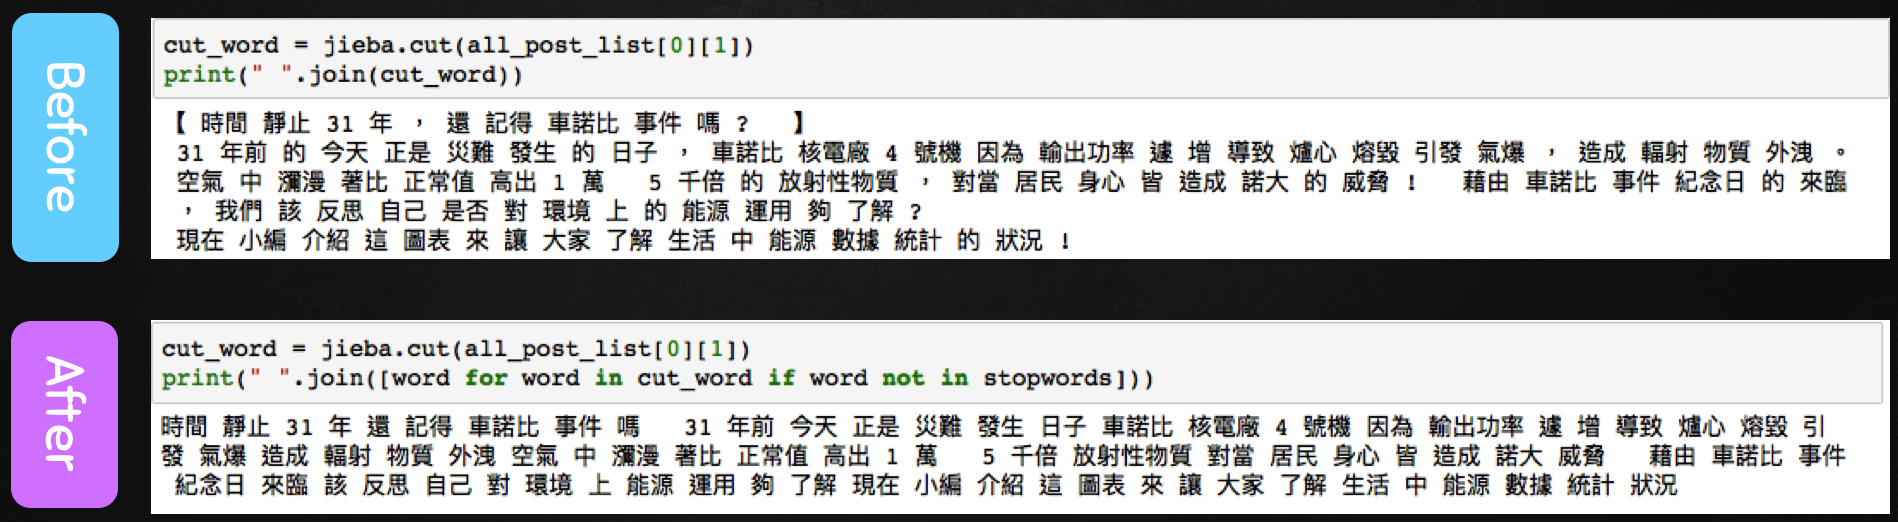 Before
cut_word = jieba.cut(all_post_list[0][1])
print(" ".join(cut_word))
【 時間 靜止 31 年 , 還 記得 車諾比 事件 嗎 ?   】
31 年前 的 今天 正是 災難 發生 的 日子 , 車諾比 核電廠 4 號機 因為 輸出功率 遽 增 導致 爐心 熔毀 引發 氣爆 , 造成 輻射 物質 外洩 。
空氣 中 瀰漫 著比 正常值 高出 1 萬   5 千倍 的 放射性物質 , 對當 居民 身心 皆 造成 諾大 的 威脅 !   藉由 車諾比 事件 紀念日 的 來臨
, 我們 該 反思 自己 是否 對 環境 上 的 能源 運用 夠 了解 ?
現在 小編 介紹 這 圖表 來 讓 大家 了解 生活 中 能源 數據 統計 的 狀況 !
After
cut_word = jieba.cut(all_post_list[0][1])
print(" ".join([word for word in cut_word if word not in stopwords]))
時間 靜止 31 年 還 記得 車諾比 事件 嗎   31 年前 今天 正是 災難 發生 日子 車諾比 核電廠 4 號機 因為 輸出功率 遽 增 導致 爐心 熔毀 引
發 氣爆 造成 輻射 物質 外洩 空氣 中 瀰漫 著比 正常值 高出 1 萬   5 千倍 放射性物質 對當 居民 身心 皆 造成 諾大 威脅   藉由 車諾比 事件
紀念日 來臨 該 反思 自己 對 環境 上 能源 運用 夠 了解 現在 小編 介紹 這 圖表 來 讓 大家 了解 生活 中 能源 數據 統計 狀況